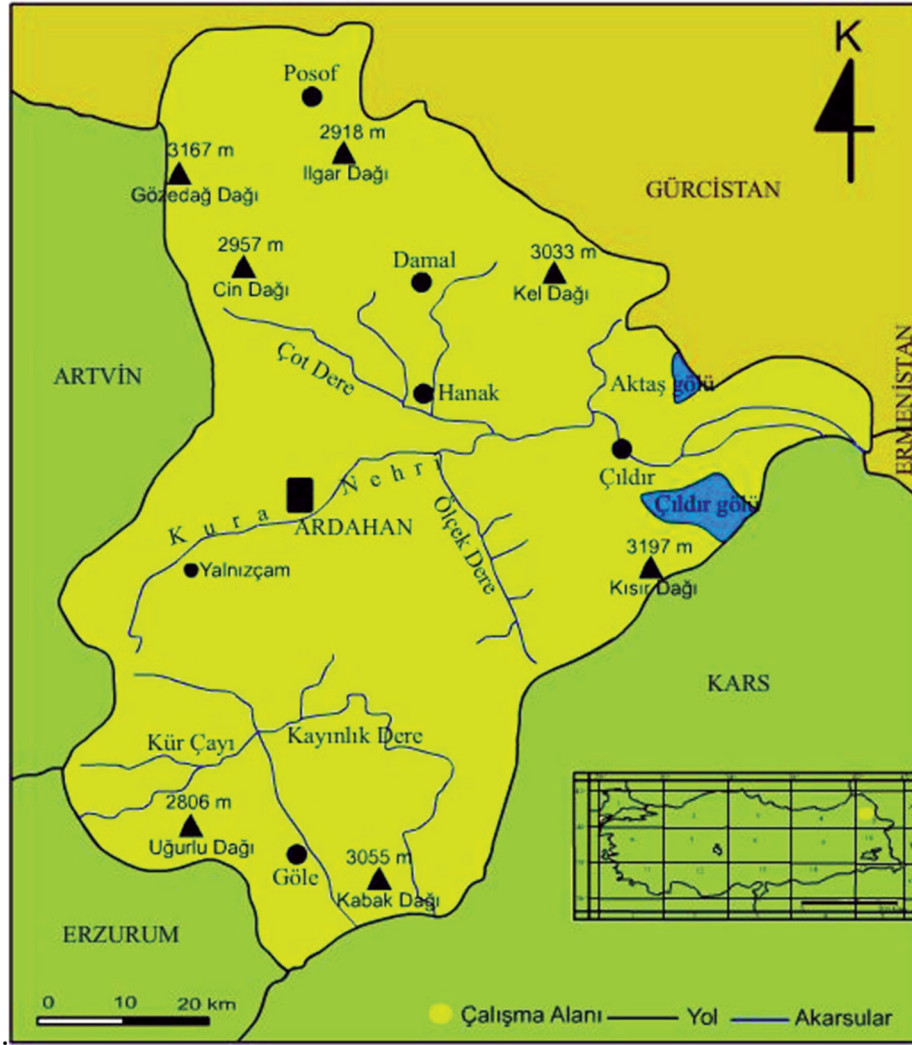 K
Posof
2918 m
Ilgar Dağı
3167 m
Gözedağ Dağı
GÜRCİSTAN
2957 m
Cin Dağı
Damal
3033 m
Kel Dağı
ARTVİN
Çot Dere
Hanak
Aktaş gölü
ERMENİSTAN
Çıldır
Kura Nehri
ARDAHAN
Ölçek Dere
Çıldır gölü
Yalnızçam
3197 m
Kısır Dağı
KARS
Kür Çayı
Kayınlık Dere
2806 m
Uğurlu Dağı
Göle
3055 m
Kabak Dağı
ERZURUM
0 10 20 km
Çalışma Alanı Yol Akarsular